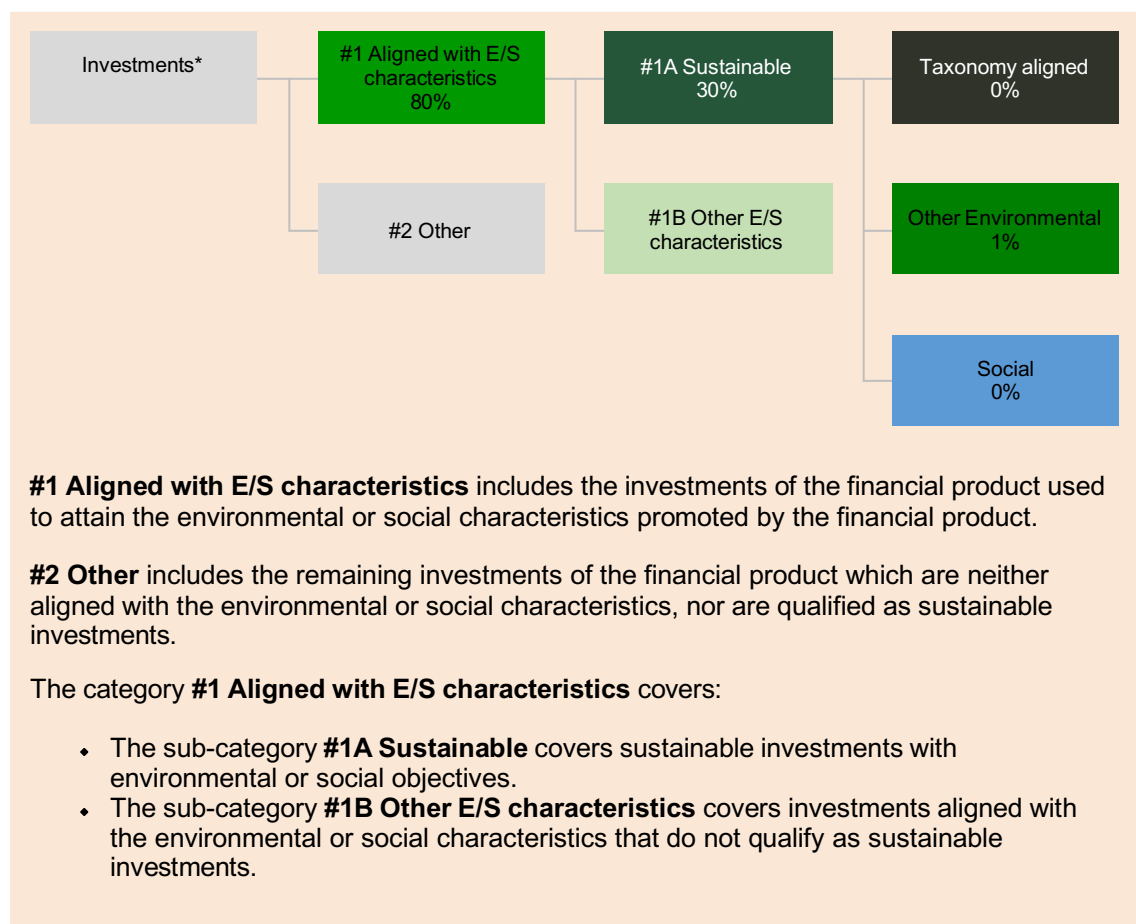 Investments*
#1 Aligned with E/S
characteristics
80%
#1A Sustainable
30%
Taxonomy aligned
0%
#2 Other
#1B Other E/S
characteristics
Other Environmental
1%
Social
0%
#1 Aligned with E/S characteristics includes the investments of the financial product used
to attain the environmental or social characteristics promoted by the financial product.
#2 Other includes the remaining investments of the financial product which are neither
aligned with the environmental or social characteristics, nor are qualified as sustainable
investments.
The category #1 Aligned with E/S characteristics covers:
• The sub-category #1A Sustainable covers sustainable investments with
environmental or social objectives.
• The sub-category #1B Other E/S characteristics covers investments aligned with
the environmental or social characteristics that do not qualify as sustainable
investments.